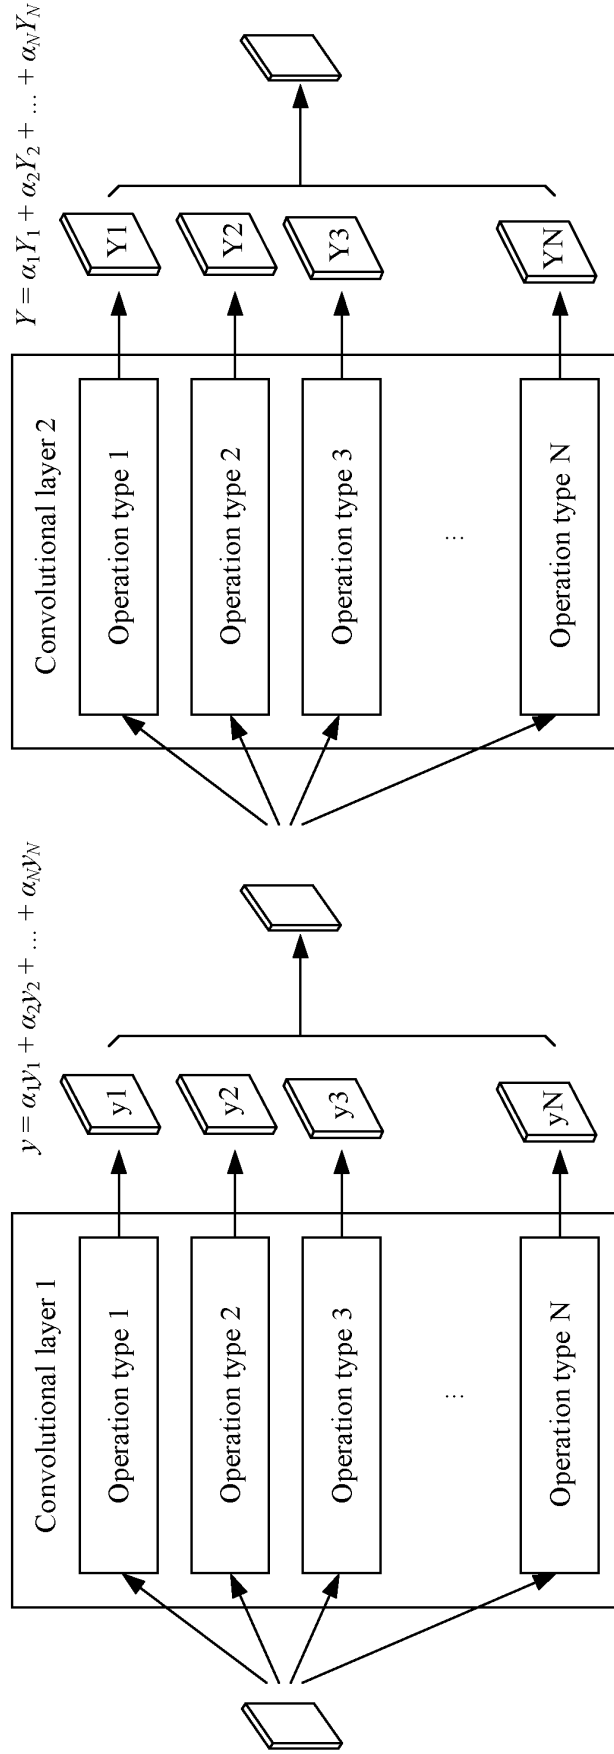 y = α₁y₁ + α₂y₂ + ... + α_Ny_N
Convolutional layer 1
Operation type 1
y1
Operation type 2
y2
Operation type 3
y3
...
Operation type N
yN
Y = α₁Y₁ + α₂Y₂ + ... + α_NY_N
Convolutional layer 2
Operation type 1
Y1
Operation type 2
Y2
Operation type 3
Y3
...
Operation type N
YN